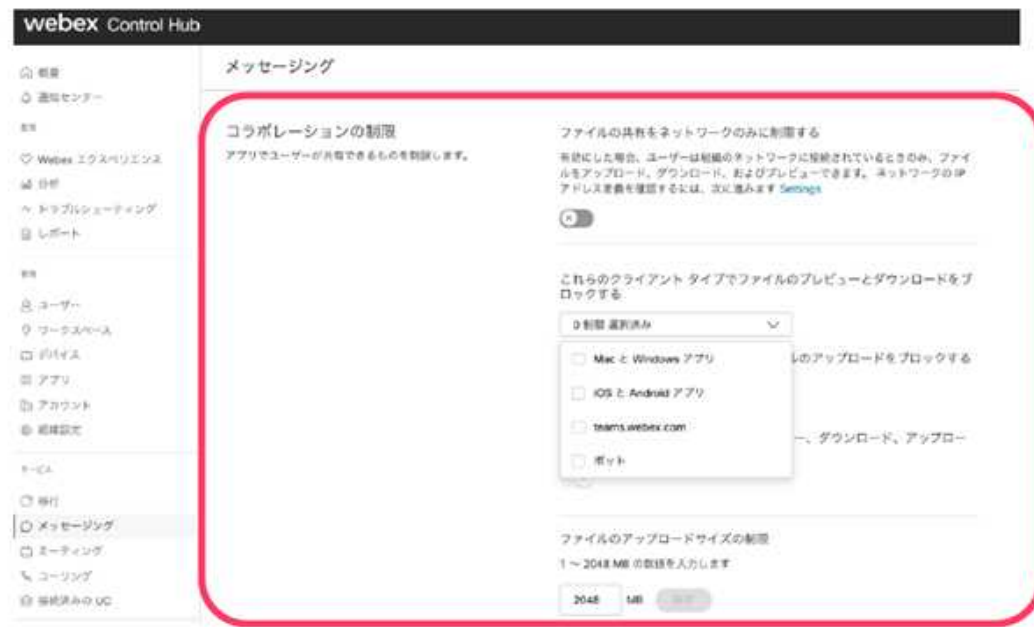 webex Control Hub
概要
通知センター
Webex エクスペリエンス
分析
トラブルシューティング
レポート
管理
ユーザー
ワークスペース
デバイス
アプリ
アカウント
組織設定
サービス
移行
メッセージング
ミーティング
コーリング
接続済みの UC
メッセージング
コラボレーションの制限
アプリでユーザーが共有できるものを制限します。
ファイルの共有をネットワークのみに制限する
有効にした場合、ユーザーは組織のネットワークに接続されているときのみ、ファイ
ルをアップロード、ダウンロード、およびプレビューできます。 ネットワークの IP
アドレス定義を確認するには、次に進みます Settings
これらのクライアント タイプでファイルのプレビューとダウンロードをブ
ロックする
0 制限 選択済み
Mac と Windows アプリ
ルのアップロードをブロックする
iOS と Android アプリ
teams.webex.com
ー、ダウンロード、アップロー
ボット
ファイルのアップロードサイズの制限
1 ～ 2048 MB の数値を入力します
2048 MB